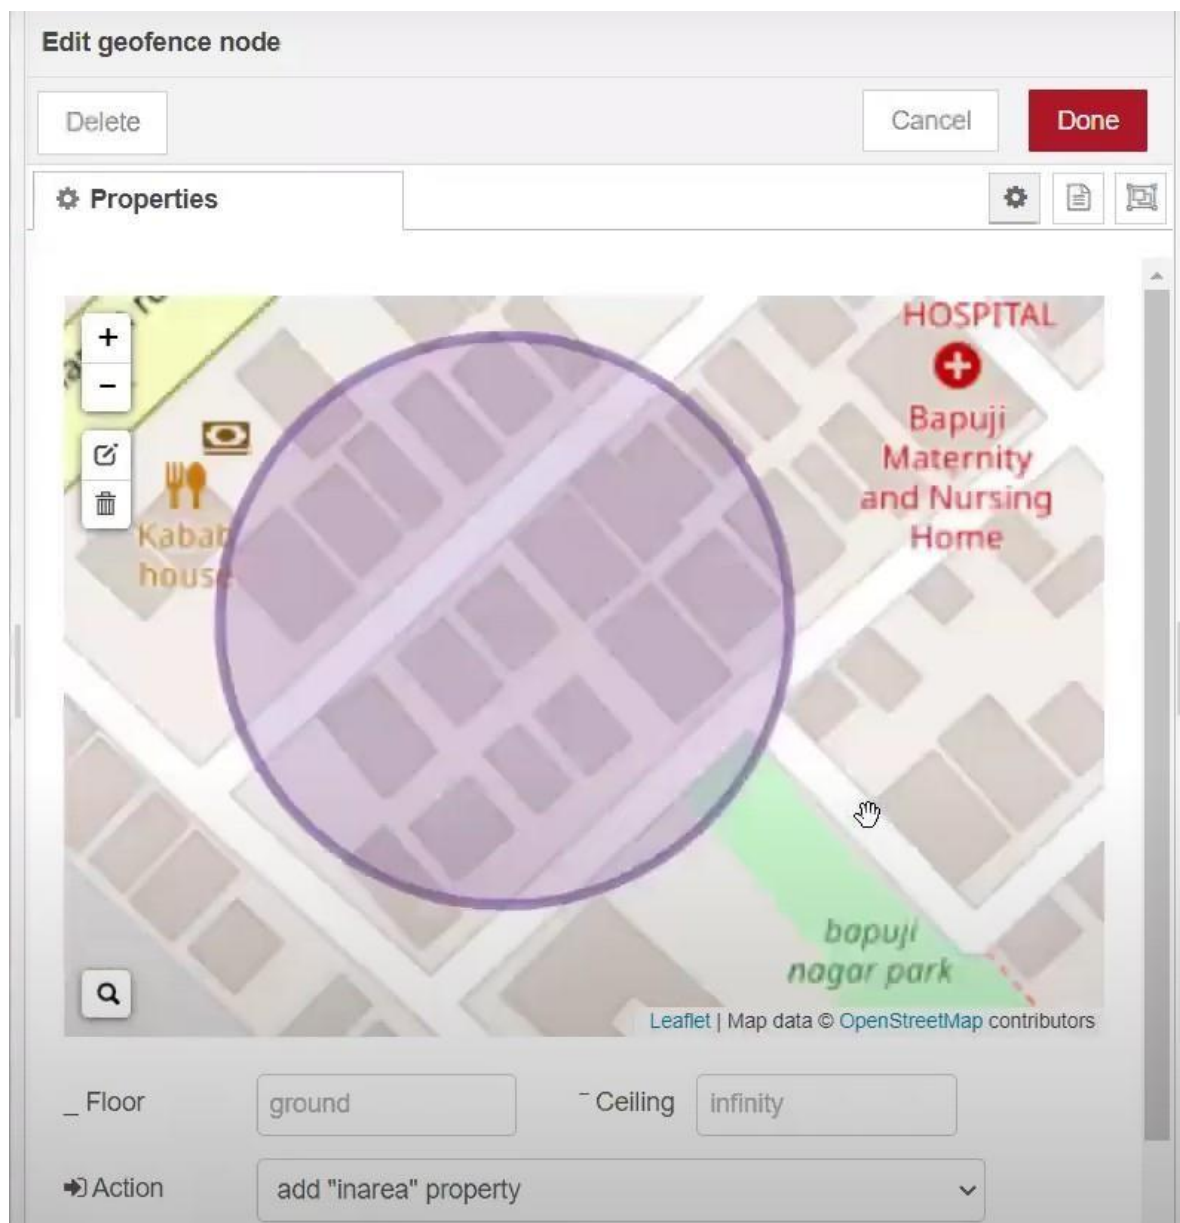 Edit geofence node
Delete
Cancel
Done
Properties
+
−
HOSPITAL
Bapuji
Maternity
and Nursing
Home
Kabab
house
bapuji
nagar park
Leaflet | Map data © OpenStreetMap contributors
_ Floor
ground
‾ Ceiling
infinity
Action
add "inarea" property